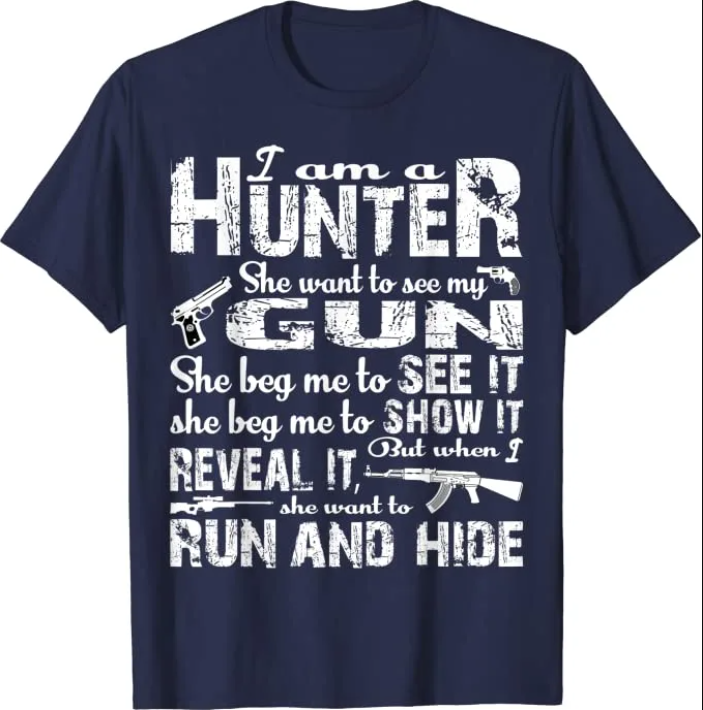 I am a
HUNTER
She want to see my
GUN
She beg me to SEE IT
she beg me to SHOW IT
But when I
REVEAL IT,
she want to
RUN AND HIDE